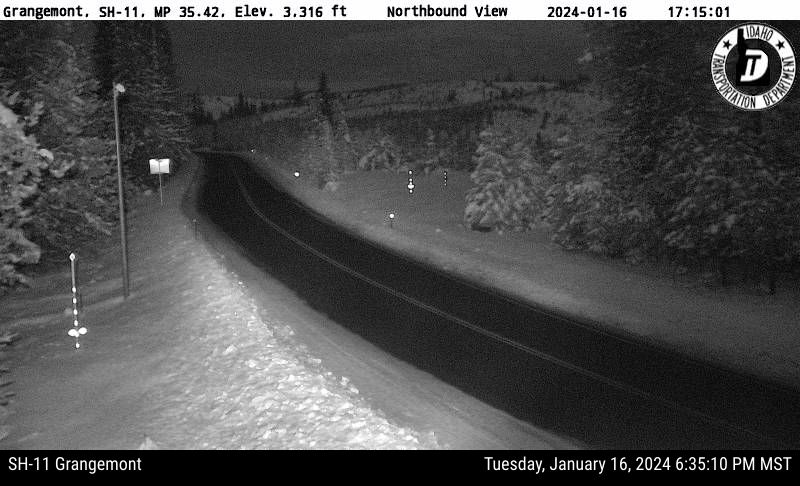 Grangemont, SH-11, MP 35.42, Elev. 3,316 ft Northbound View 2024-01-16 17:15:01
IDAHO
TRANSPORTATION DEPARTMENT
SH-11 Grangemont Tuesday, January 16, 2024 6:35:10 PM MST